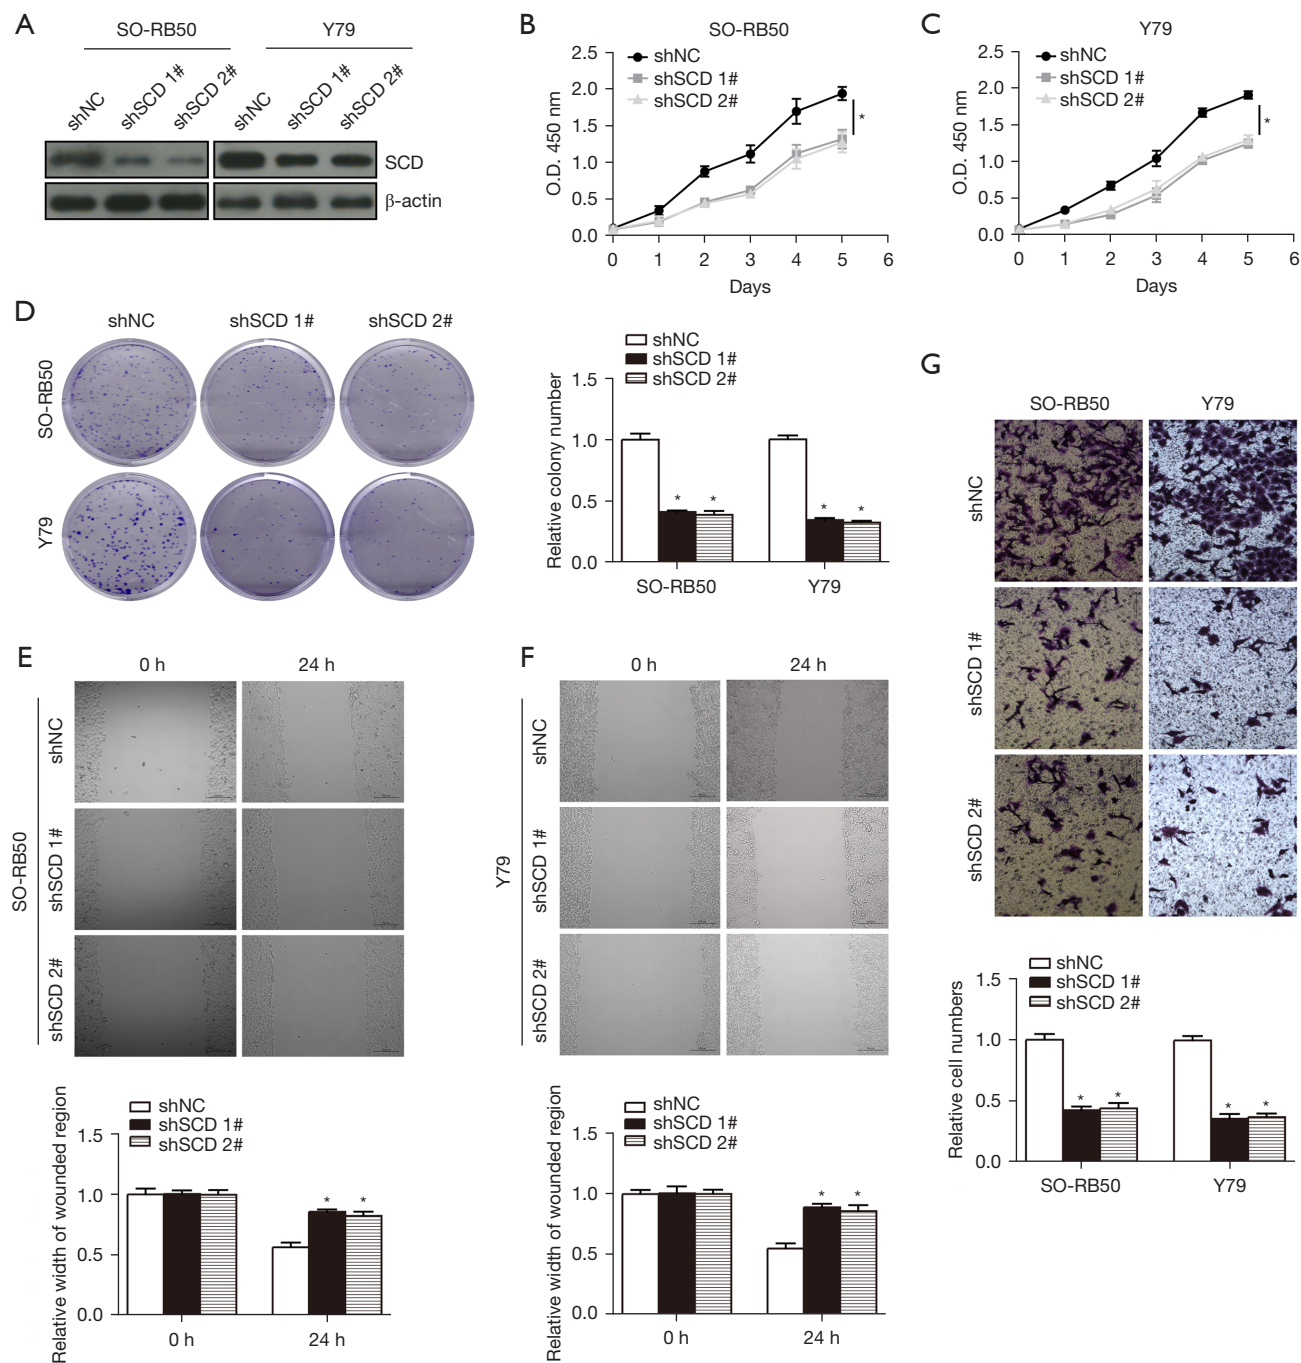 A
SO-RB50
Y79
shNC
shSCD 1#
shSCD 2#
shNC
shSCD 1#
shSCD 2#
SCD
β-actin
B
SO-RB50
shNC
shSCD 1#
shSCD 2#
O.D. 450 nm
2.5
2.0
1.5
1.0
0.5
0.0
*
0 1 2 3 4 5 6
Days
C
Y79
shNC
shSCD 1#
shSCD 2#
O.D. 450 nm
2.5
2.0
1.5
1.0
0.5
0.0
*
0 1 2 3 4 5 6
Days
D
shNC
shSCD 1#
shSCD 2#
SO-RB50
Y79
shNC
shSCD 1#
shSCD 2#
Relative colony number
1.5
1.0
0.5
0.0
* *
* *
SO-RB50
Y79
E
0 h
24 h
SO-RB50
shNC
shSCD 1#
shSCD 2#
shNC
shSCD 1#
shSCD 2#
Relative width of wounded region
1.5
1.0
0.5
0.0
* *
0 h
24 h
F
0 h
24 h
Y79
shNC
shSCD 1#
shSCD 2#
shNC
shSCD 1#
shSCD 2#
Relative width of wounded region
1.5
1.0
0.5
0.0
* *
0 h
24 h
G
SO-RB50
Y79
shNC
shSCD 1#
shSCD 2#
shNC
shSCD 1#
shSCD 2#
Relative cell numbers
1.5
1.0
0.5
0.0
* *
* *
SO-RB50
Y79